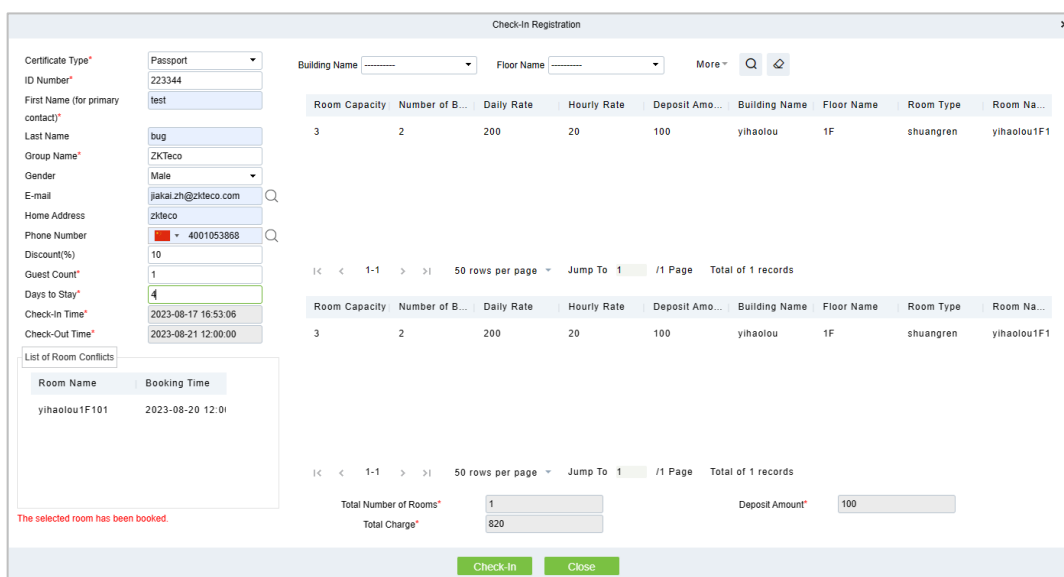 Check-In Registration
Certificate Type* Passport
ID Number* 223344
First Name (for primary contact)* test
Last Name bug
Group Name* ZKTeco
Gender Male
E-mail jiakai.zh@zkteco.com
Home Address zkteco
Phone Number 4001053868
Discount(%) 10
Guest Count* 1
Days to Stay* 4
Check-In Time* 2023-08-17 16:53:06
Check-Out Time* 2023-08-21 12:00:00
List of Room Conflicts
Room Name Booking Time
yihaolou1F101 2023-08-20 12:0
The selected room has been booked.
Building Name ---------- Floor Name ---------- More
Room Capacity Number of B... Daily Rate Hourly Rate Deposit Amo... Building Name Floor Name Room Type Room Na...
3 2 200 20 100 yihaolou 1F shuangren yihaolou1F1
|< < 1-1 > >| 50 rows per page Jump To 1 /1 Page Total of 1 records
Room Capacity Number of B... Daily Rate Hourly Rate Deposit Amo... Building Name Floor Name Room Type Room Na...
3 2 200 20 100 yihaolou 1F shuangren yihaolou1F1
|< < 1-1 > >| 50 rows per page Jump To 1 /1 Page Total of 1 records
Total Number of Rooms* 1 Deposit Amount* 100
Total Charge* 820
Check-In Close